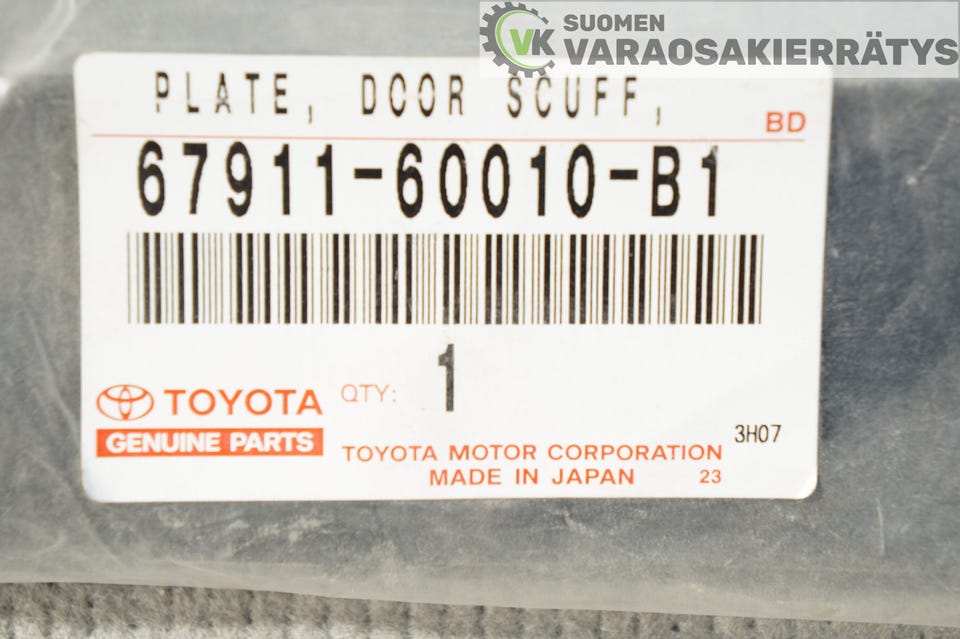 SUOMEN
VK VARAOSAKIERRÄTYS
PLATE, DOOR SCUFF,
BD
67911-60010-B1
QTY: 1
TOYOTA
GENUINE PARTS
3H07
TOYOTA MOTOR CORPORATION
MADE IN JAPAN 23